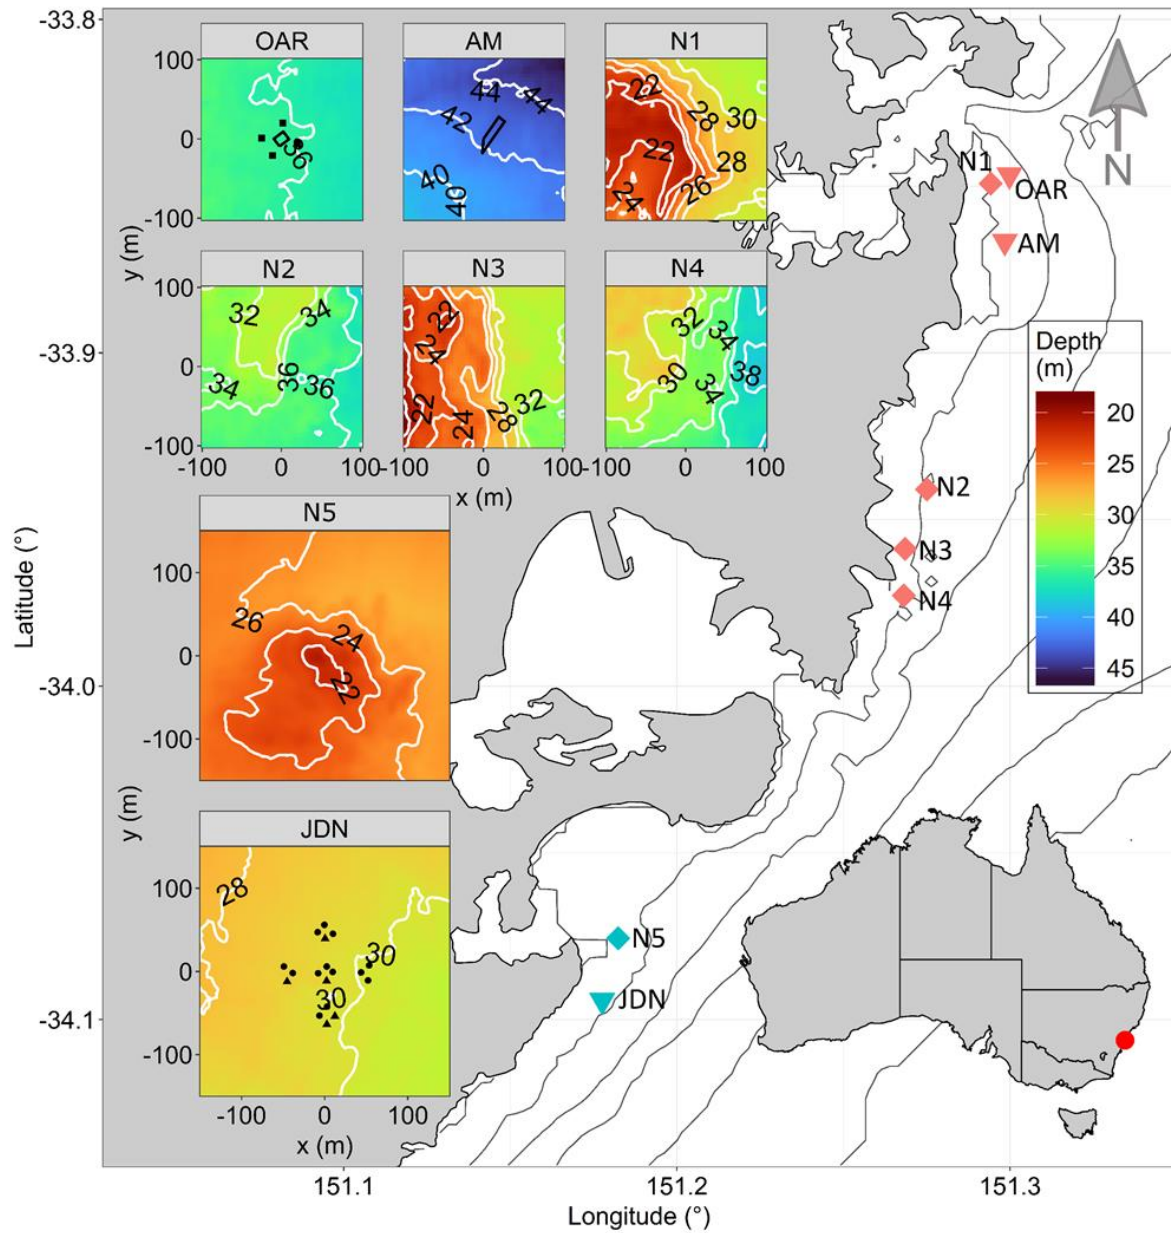 -33.8
OAR
AM
N1
100
0
-100
y (m)
36
44
44
42
40
40
22
30
28
22
28
26
24
N
N1
OAR
AM
N2
N3
N4
100
0
-100
32
34
36
34
36
22
24
22
24
28
32
32
34
30
34
38
-100
0
100
-100
0
100
-100
0
100
x (m)
-33.9
Depth
(m)
20
25
30
35
40
45
N2
N3
N4
N5
100
0
-100
26
24
22
Latitude (°)
-34.0
y (m)
JDN
100
0
-100
28
30
30
-100
0
100
x (m)
N5
JDN
-34.1
151.1
151.2
151.3
Longitude (°)